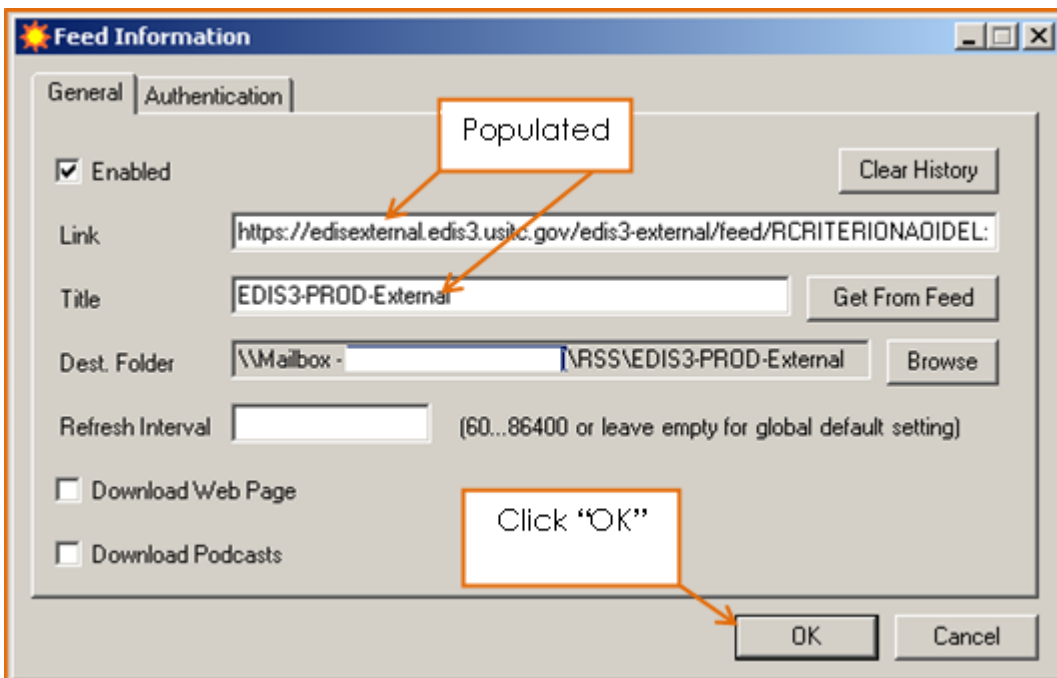 Feed Information
General Authentication
Populated
Enabled Clear History
Link https://edisexternal.edis3.usitc.gov/edis3-external/feed/RCRITERIONAOIDEL:
Title EDIS3-PROD-External Get From Feed
Dest. Folder \\Mailbox - \RSS\EDIS3-PROD-External Browse
Refresh Interval (60...86400 or leave empty for global default setting)
Download Web Page
Click “OK”
Download Podcasts
OK Cancel